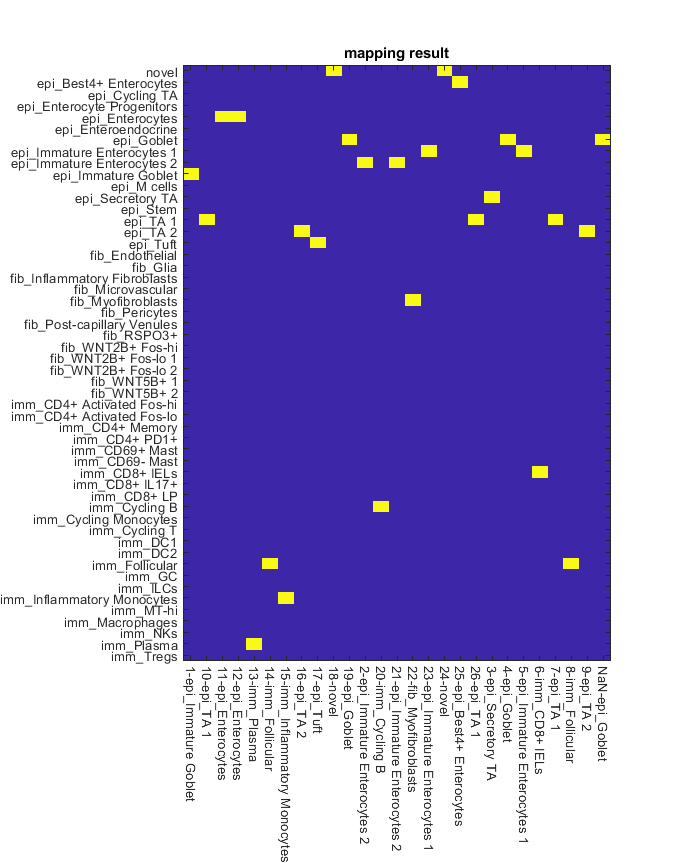 mapping result
novel
epi_Best4+ Enterocytes
epi_Cycling TA
epi_Enterocyte Progenitors
epi_Enterocytes
epi_Enteroendocrine
epi_Goblet
epi_Immature Enterocytes 1
epi_Immature Enterocytes 2
epi_Immature Goblet
epi_M cells
epi_Secretory TA
epi_Stem
epi_TA 1
epi_TA 2
epi_Tuft
fib_Endothelial
fib_Glia
fib_Inflammatory Fibroblasts
fib_Microvascular
fib_Myofibroblasts
fib_Pericytes
fib_Post-capillary Venules
fib_RSPO3+
fib_WNT2B+ Fos-hi
fib_WNT2B+ Fos-lo 1
fib_WNT2B+ Fos-lo 2
fib_WNT5B+ 1
fib_WNT5B+ 2
imm_CD4+ Activated Fos-hi
imm_CD4+ Activated Fos-lo
imm_CD4+ Memory
imm_CD4+ PD1+
imm_CD69+ Mast
imm_CD69- Mast
imm_CD8+ IELs
imm_CD8+ IL17+
imm_CD8+ LP
imm_Cycling B
imm_Cycling Monocytes
imm_Cycling T
imm_DC1
imm_DC2
imm_Follicular
imm_GC
imm_ILCs
imm_Inflammatory Monocytes
imm_MT-hi
imm_Macrophages
imm_NKs
imm_Plasma
imm_Tregs
1-epi_Immature Goblet
10-epi_TA 1
11-epi_Enterocytes
12-epi_Enterocytes
13-imm_Plasma
14-imm_Follicular
15-imm_Inflammatory Monocytes
16-epi_TA 2
17-epi_Tuft
18-novel
19-epi_Goblet
2-epi_Immature Enterocytes 2
20-imm_Cycling B
21-epi_Immature Enterocytes 2
22-fib_Myofibroblasts
23-epi_Immature Enterocytes 1
24-novel
25-epi_Best4+ Enterocytes
26-epi_TA 1
3-epi_Secretory TA
4-epi_Goblet
5-epi_Immature Enterocytes 1
6-imm_CD8+ IELs
7-epi_TA 1
8-imm_Follicular
9-epi_TA 2
NaN-epi_Goblet